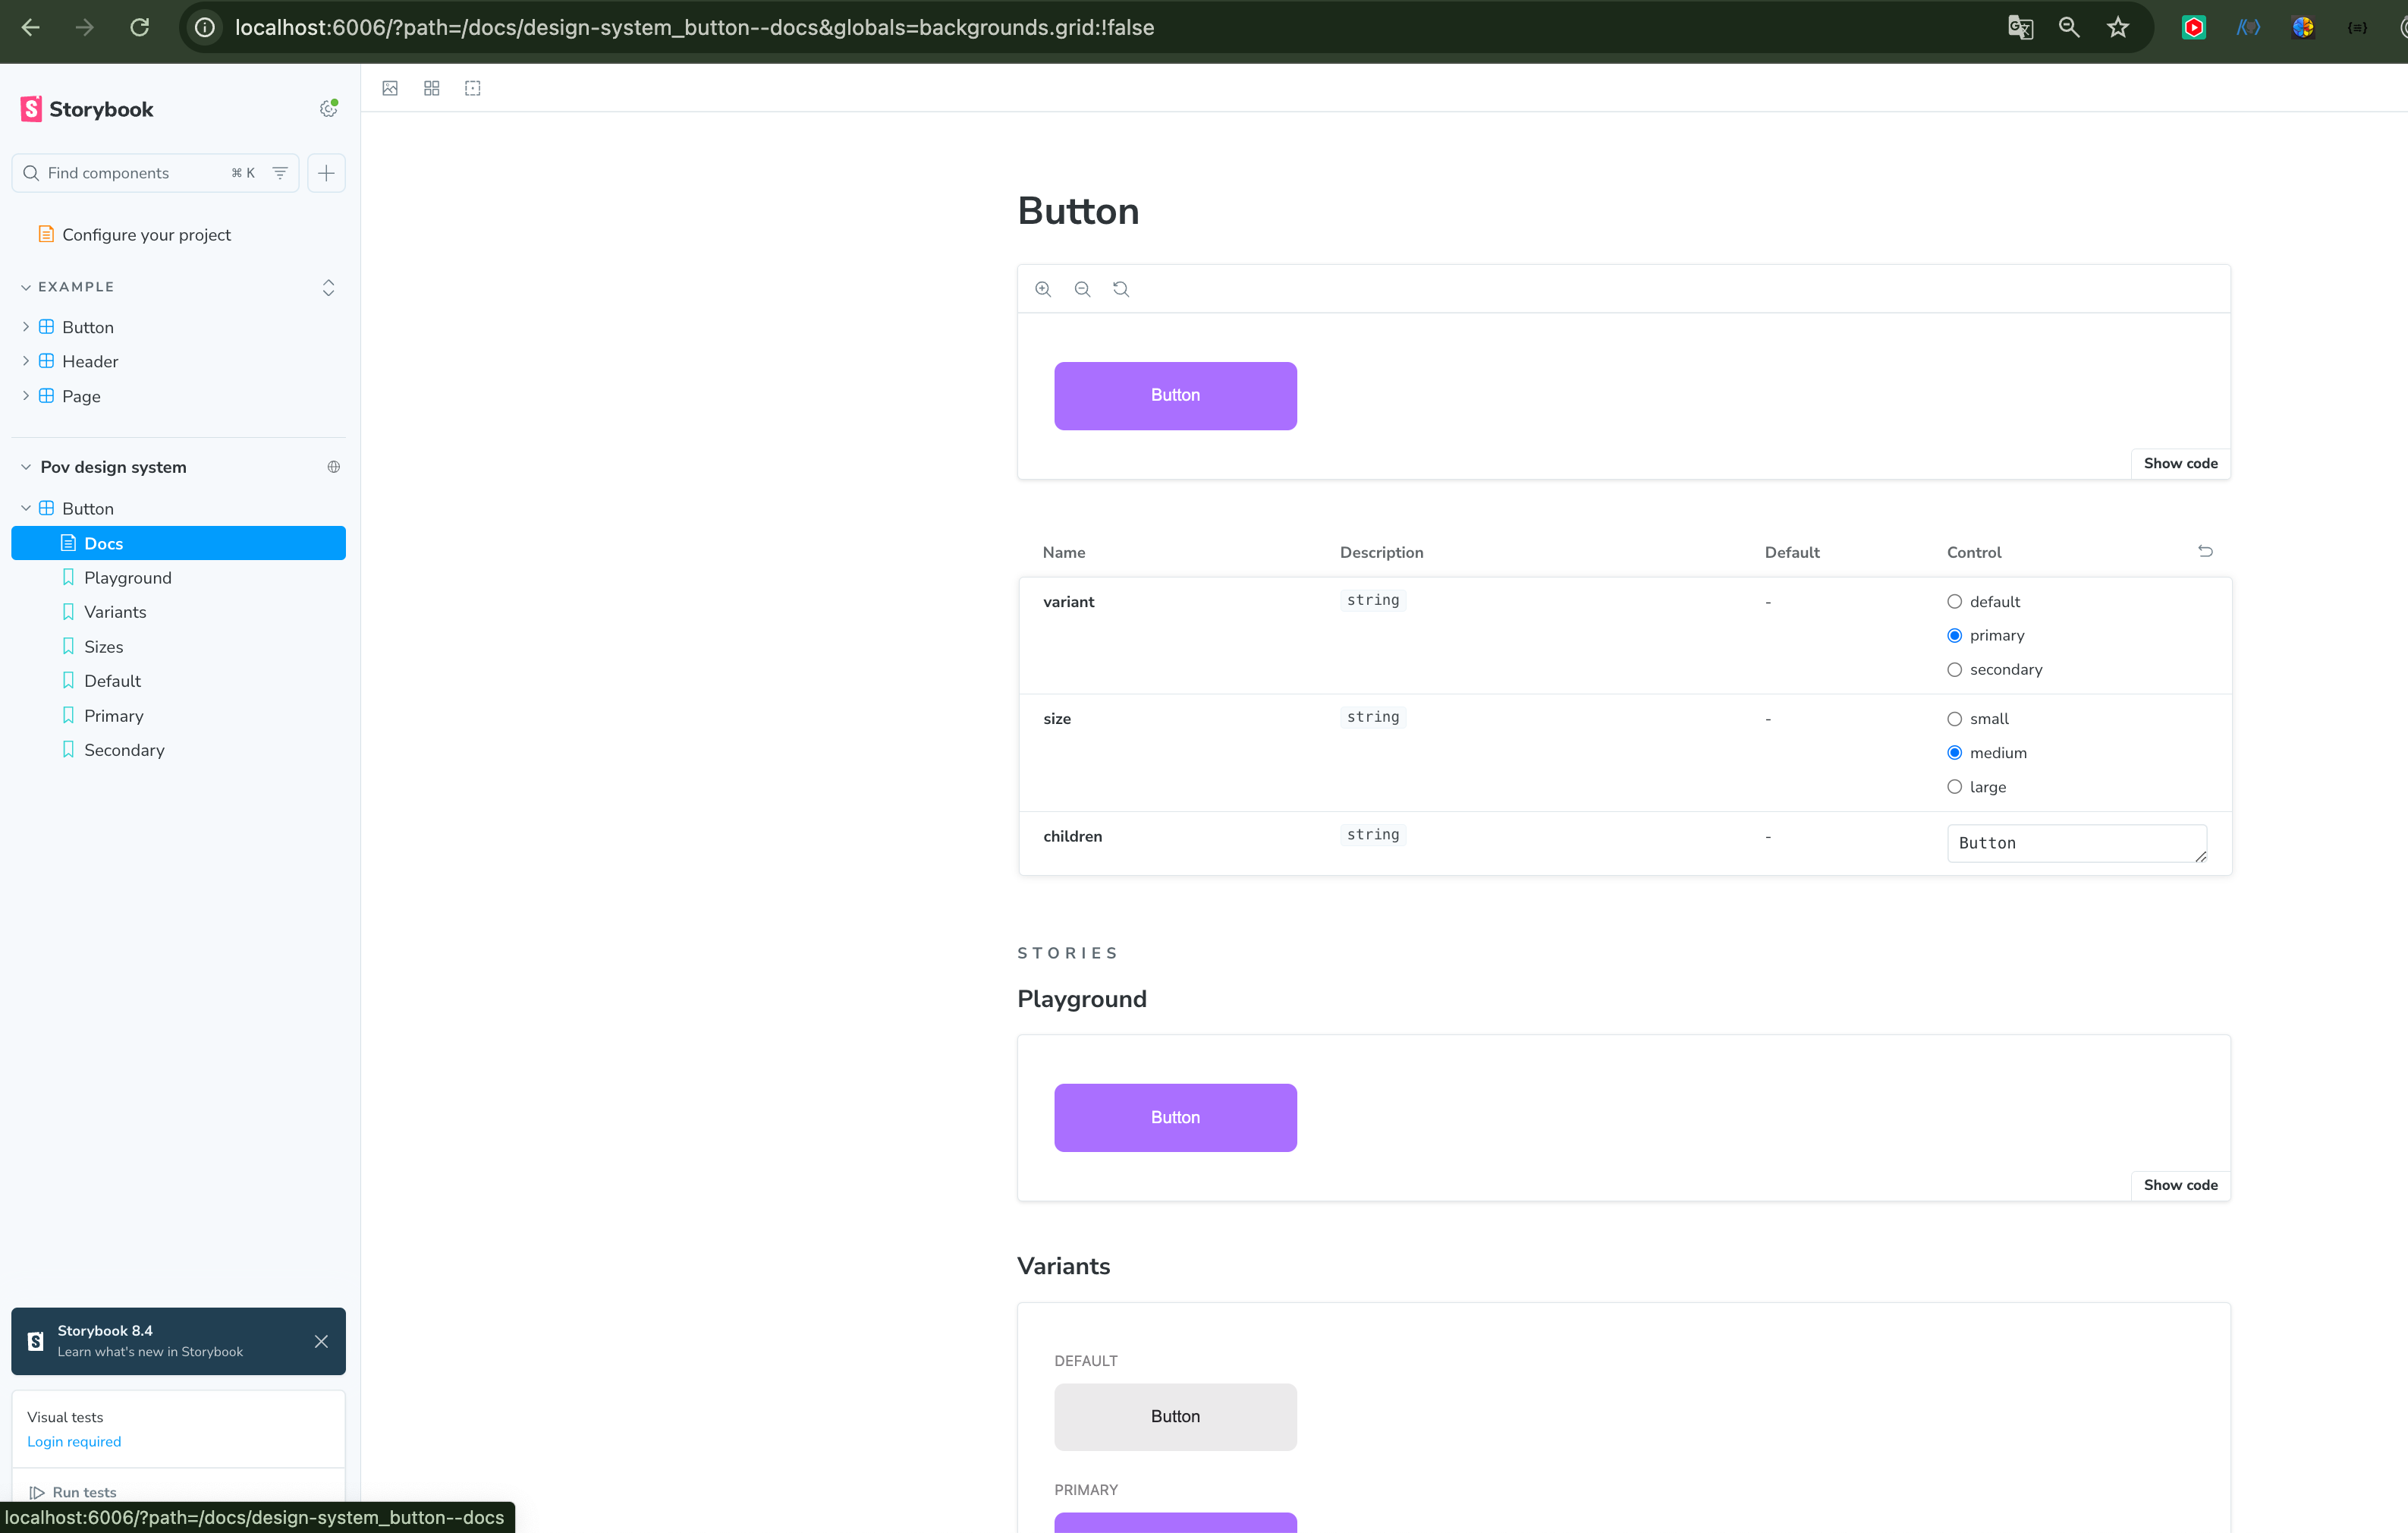 localhost:6006/?path=/docs/design-system_button--docs&globals=backgrounds.grid:!false
Storybook
Find components
⌘ K
Configure your project
EXAMPLE
Button
Header
Page
Pov design system
Button
Docs
Playground
Variants
Sizes
Default
Primary
Secondary
Storybook 8.4
Learn what's new in Storybook
Visual tests
Login required
Run tests
localhost:6006/?path=/docs/design-system_button--docs
Button
Button
Show code
Name Description Default Control
variant string - default
primary
secondary
size string - small
medium
large
children string - Button
STORIES
Playground
Button
Show code
Variants
DEFAULT
Button
PRIMARY